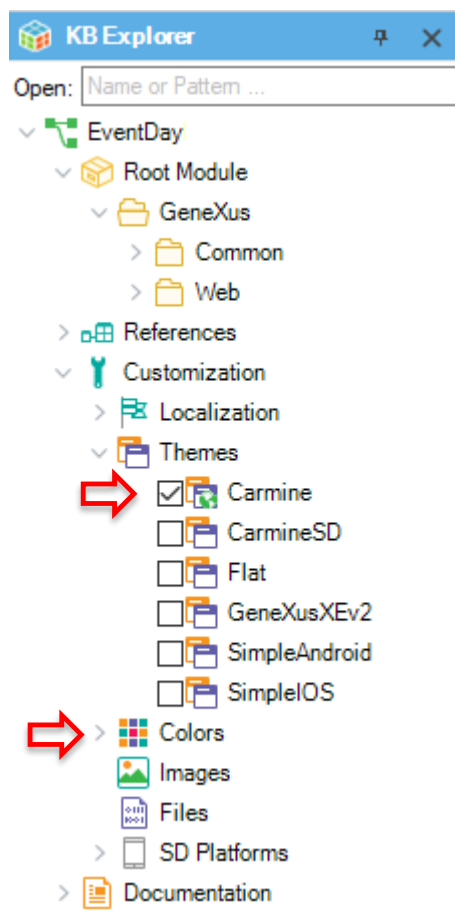 KB Explorer
Open: Name or Pattern ...
EventDay
Root Module
GeneXus
Common
Web
References
Customization
Localization
Themes
Carmine
CarmineSD
Flat
GeneXusXEv2
SimpleAndroid
SimpleIOS
Colors
Images
Files
SD Platforms
Documentation